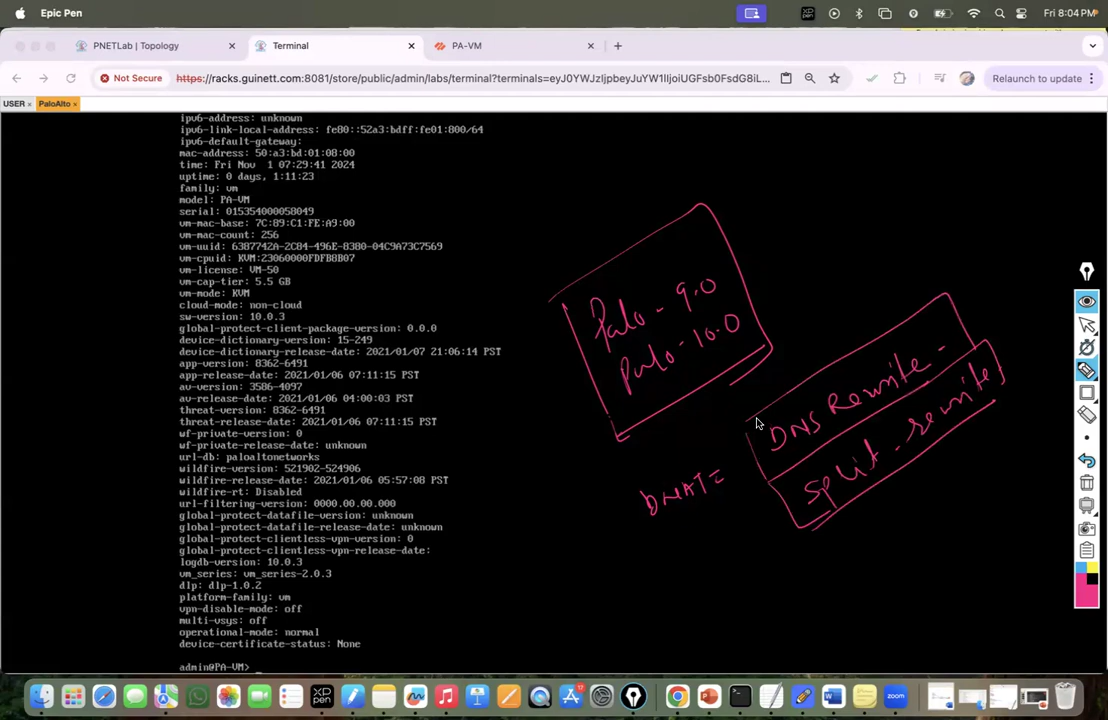 Epic Pen
Fri 8:04 PM
PNETLab | Topology
Terminal
PA-VM
Not Secure
https://racks.guinett.com:8081/store/public/admin/labs/terminal?terminals=eyJ0YWJzIjpbeyJuYW1lIjoiUGFsb0FsdG8iL...
Relaunch to update
USER
PaloAlto
ipv6-address: unknown
ipv6-link-local-address: fe80::52a3:bdff:fe01:800/64
ipv6-default-gateway:
mac-address: 50:a3:bd:01:08:00
time: Fri Nov 1 07:29:41 2024
uptime: 0 days, 1:11:23
family: vm
model: PA-VM
serial: 015354000058049
vm-mac-base: 7C:89:C1:FE:A9:00
vm-mac-count: 256
vm-uuid: 6387742A-2C84-496E-8380-04C9A73C7569
vm-cpuid: KVM:23060000FDFB8B07
vm-license: VM-50
vm-cap-tier: 5.5 GB
vm-mode: KVM
cloud-mode: non-cloud
sw-version: 10.0.3
global-protect-client-package-version: 0.0.0
device-dictionary-version: 15-249
device-dictionary-release-date: 2021/01/07 21:06:14 PST
app-version: 8362-6491
app-release-date: 2021/01/06 07:11:15 PST
av-version: 3586-4097
av-release-date: 2021/01/06 04:00:03 PST
threat-version: 8362-6491
threat-release-date: 2021/01/06 07:11:15 PST
wf-private-version: 0
wf-private-release-date: unknown
url-db: paloaltonetworks
wildfire-version: 521902-524906
wildfire-release-date: 2021/01/06 05:57:08 PST
wildfire-rt: Disabled
url-filtering-version: 0000.00.00.000
global-protect-datafile-version: unknown
global-protect-datafile-release-date: unknown
global-protect-clientless-vpn-version: 0
global-protect-clientless-vpn-release-date:
logdb-version: 10.0.3
vm_series: vm_series-2.0.3
dlp: dlp-1.0.2
platform-family: vm
vpn-disable-mode: off
multi-vsys: off
operational-mode: normal
device-certificate-status: None
admin@PA-VM>
Palo - 9.0
Palo - 10.0
DNS Rewrite -
Split - rewrite
DNAT =
zoom